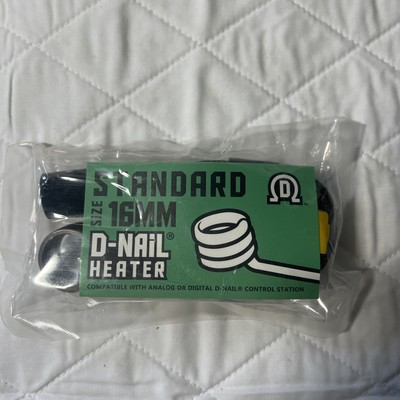 STANDARD
SIZE 16MM
D-NAIL®
HEATER
COMPATIBLE WITH ANALOG OR DIGITAL D-NAIL® CONTROL STATION
D